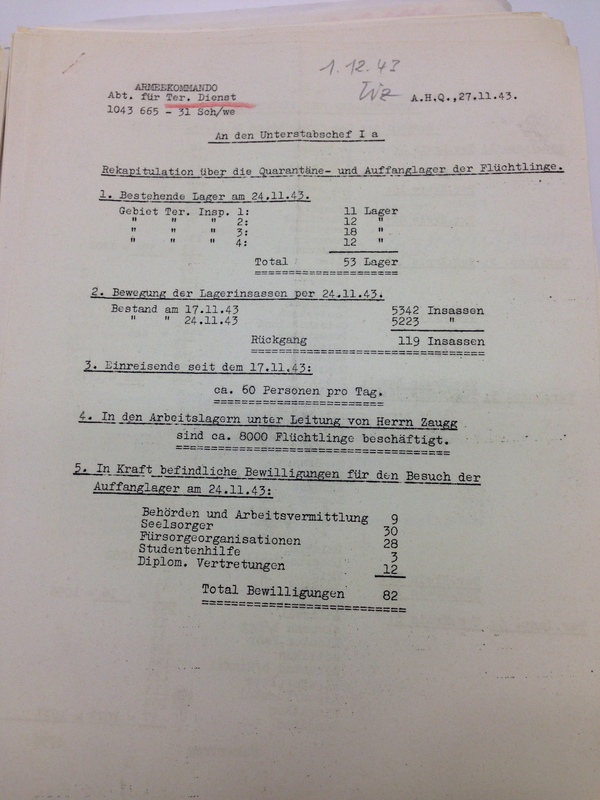 1.12.43
ARMEEKOMMANDO
Abt. für Ter. Dienst
A.H.Q.,27.11.43.
1043 665 - 31 Sch/we
An den Unterstabschef I a
Rekapitulation über die Quarantäne- und Auffanglager der Flüchtlinge.
1. Bestehende Lager am 24.11.43.
Gebiet Ter. Insp. 1: 11 Lager
" " " 2: 12 "
" " " 3: 18 "
" " " 4: 12 "
Total 53 Lager
2. Bewegung der Lagerinsassen per 24.11.43.
Bestand am 17.11.43 5342 Insassen
" " 24.11.43 5223 "
Rückgang 119 Insassen
3. Einreisende seit dem 17.11.43:
ca. 60 Personen pro Tag.
4. In den Arbeitslagern unter Leitung von Herrn Zaugg
sind ca. 8000 Flüchtlinge beschäftigt.
5. In Kraft befindliche Bewilligungen für den Besuch der
Auffanglager am 24.11.43:
Behörden und Arbeitsvermittlung 9
Seelsorger 30
Fürsorgeorganisationen 28
Studentenhilfe 3
Diplom. Vertretungen 12
Total Bewilligungen 82